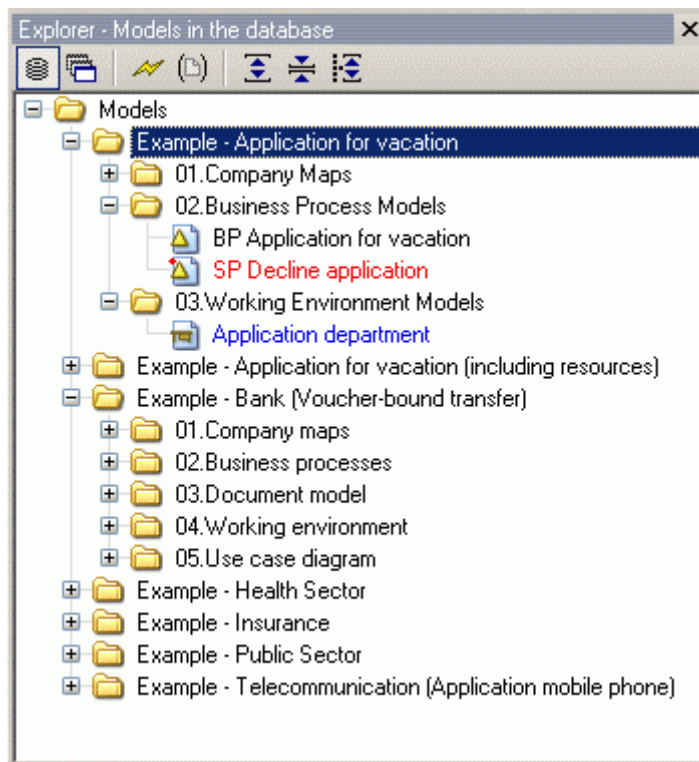 Explorer - Models in the database
Models
Example - Application for vacation
01.Company Maps
02.Business Process Models
BP Application for vacation
SP Decline application
03.Working Environment Models
Application department
Example - Application for vacation (including resources)
Example - Bank (Voucher-bound transfer)
01.Company maps
02.Business processes
03.Document model
04.Working environment
05.Use case diagram
Example - Health Sector
Example - Insurance
Example - Public Sector
Example - Telecommunication (Application mobile phone)